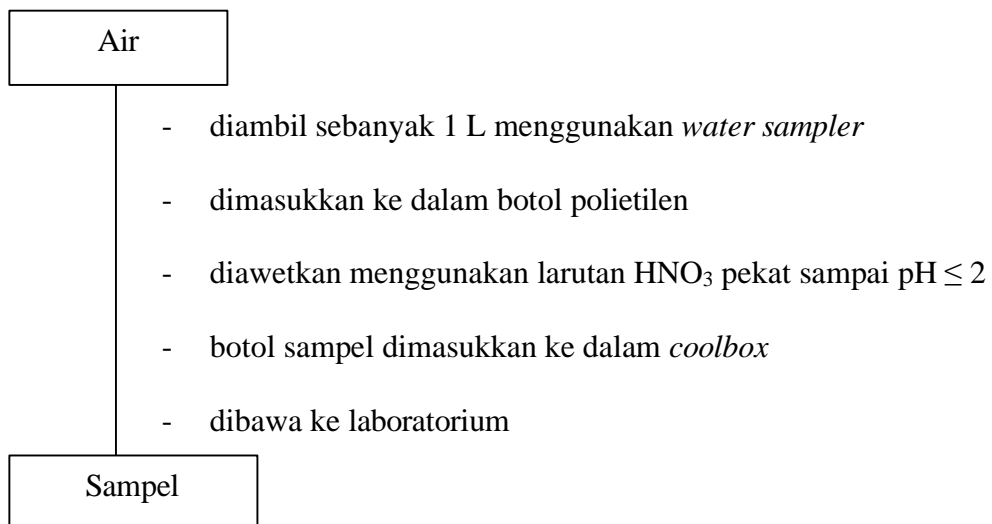 Air
- diambil sebanyak 1 L menggunakan water sampler
- dimasukkan ke dalam botol polietilen
- diawetkan menggunakan larutan HNO₃ pekat sampai pH ≤ 2
- botol sampel dimasukkan ke dalam coolbox
- dibawa ke laboratorium
Sampel